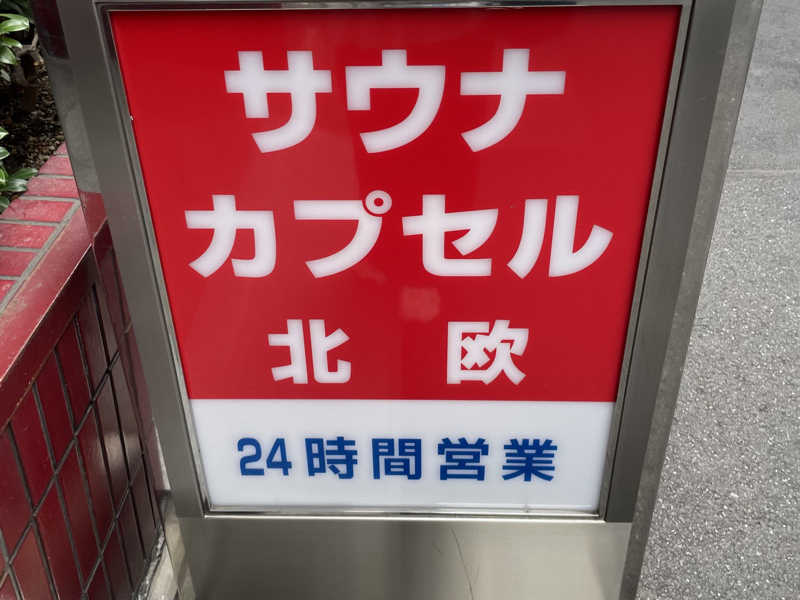 サウナ
カプセル
北 欧
24時間営業